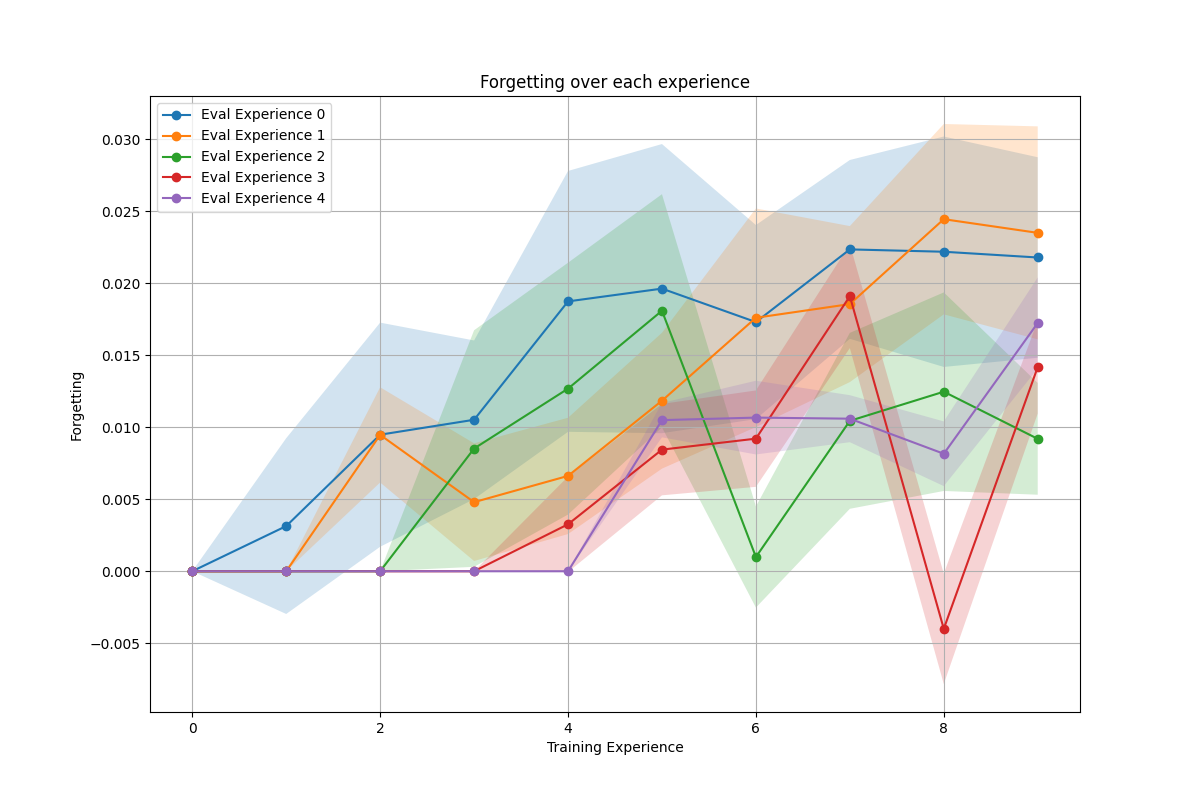 Forgetting over each experience
Eval Experience 0
Eval Experience 1
Eval Experience 2
Eval Experience 3
Eval Experience 4
0.030
0.025
0.020
0.015
0.010
0.005
0.000
−0.005
Forgetting
0 2 4 6 8
Training Experience